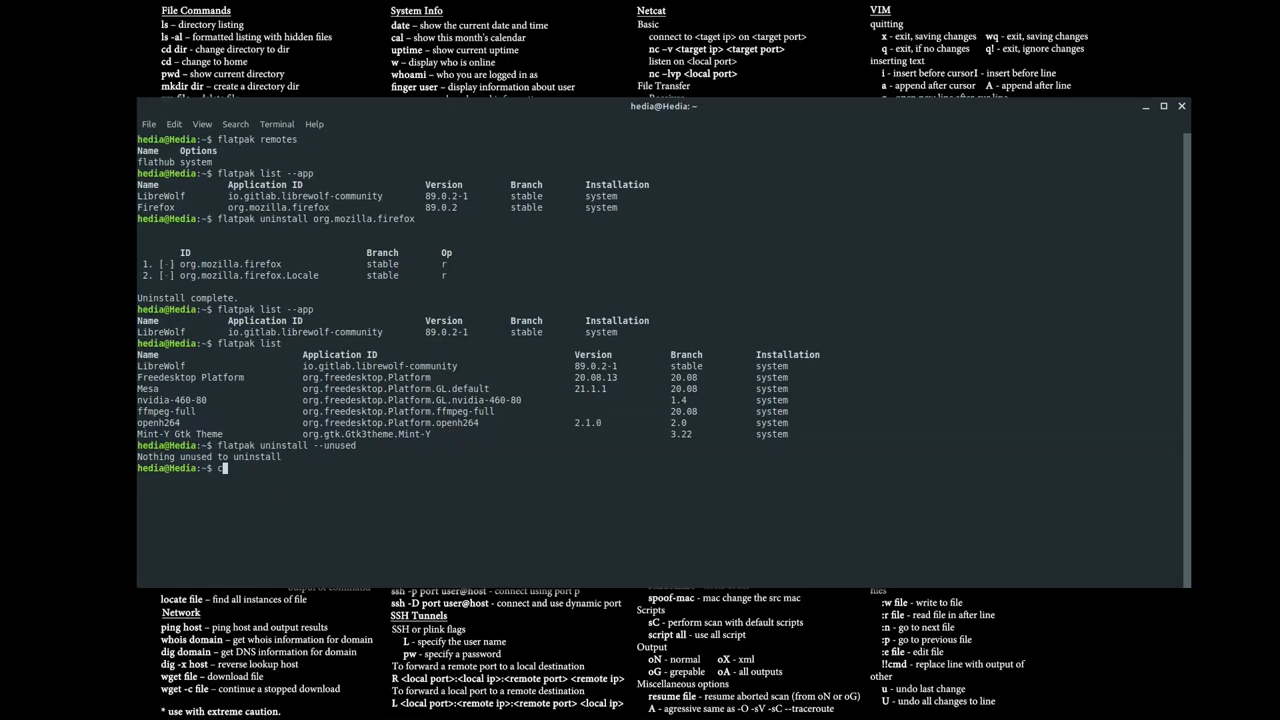 File Commands
ls – directory listing
ls -al – formatted listing with hidden files
cd dir - change directory to dir
cd – change to home
pwd – show current directory
mkdir dir – create a directory dir
System Info
date – show the current date and time
cal – show this month's calendar
uptime – show current uptime
w – display who is online
whoami – who you are logged in as
finger user – display information about user
Netcat
Basic
connect to <taget ip> on <target port>
nc –v <target ip> <target port>
listen on <local port>
nc –lvp <local port>
File Transfer
VIM
quitting
x - exit, saving changes wq - exit, saving changes
q - exit, if no changes q! - exit, ignore changes
inserting text
i - insert before cursor I - insert before line
a - append after cursor A - append after line
hedia@Hedia: ~
File Edit View Search Terminal Help
hedia@Hedia:~$ flatpak remotes
Name Options
flathub system
hedia@Hedia:~$ flatpak list --app
Name Application ID Version Branch Installation
LibreWolf io.gitlab.librewolf-community 89.0.2-1 stable system
Firefox org.mozilla.firefox 89.0.2 stable system
hedia@Hedia:~$ flatpak uninstall org.mozilla.firefox
ID Branch Op
1. [-] org.mozilla.firefox stable r
2. [-] org.mozilla.firefox.Locale stable r
Uninstall complete.
hedia@Hedia:~$ flatpak list --app
Name Application ID Version Branch Installation
LibreWolf io.gitlab.librewolf-community 89.0.2-1 stable system
hedia@Hedia:~$ flatpak list
Name Application ID Version Branch Installation
LibreWolf io.gitlab.librewolf-community 89.0.2-1 stable system
Freedesktop Platform org.freedesktop.Platform 20.08.13 20.08 system
Mesa org.freedesktop.Platform.GL.default 21.1.1 20.08 system
nvidia-460-80 org.freedesktop.Platform.GL.nvidia-460-80 1.4 system
ffmpeg-full org.freedesktop.Platform.ffmpeg-full 20.08 system
openh264 org.freedesktop.Platform.openh264 2.1.0 2.0 system
Mint-Y Gtk Theme org.gtk.Gtk3theme.Mint-Y 3.22 system
hedia@Hedia:~$ flatpak uninstall --unused
Nothing unused to uninstall
hedia@Hedia:~$ c
locate file – find all instances of file
Network
ping host – ping host and output results
whois domain – get whois information for domain
dig domain – get DNS information for domain
dig -x host – reverse lookup host
wget file – download file
wget -c file – continue a stopped download
* use with extreme caution.
ssh -p port user@host - connect using port p
ssh -D port user@host - connect and use dynamic port
SSH Tunnels
SSH or plink flags
L - specify the user name
pw - specify a password
To forward a remote port to a local destination
R <local port>:<remote ip>:<remote port> <remote ip>
To forward a local port to a remote destination
L <local port>:<remote ip>:<remote port> <local ip>
spoof-mac - mac change the src mac
Scripts
sC - perform scan with default scripts
script all - use all script
Output
oN - normal oX - xml
oG - grepable oA - all outputs
Miscellaneous options
resume file - resume aborted scan (from oN or oG)
A - agressive same as -O -sV -sC --traceroute
files
:w file - write to file
:r file - read file in after line
:n - go to next file
:p - go to previous file
:e file - edit file
!!cmd - replace line with output of
other
u - undo last change
U - undo all changes to line